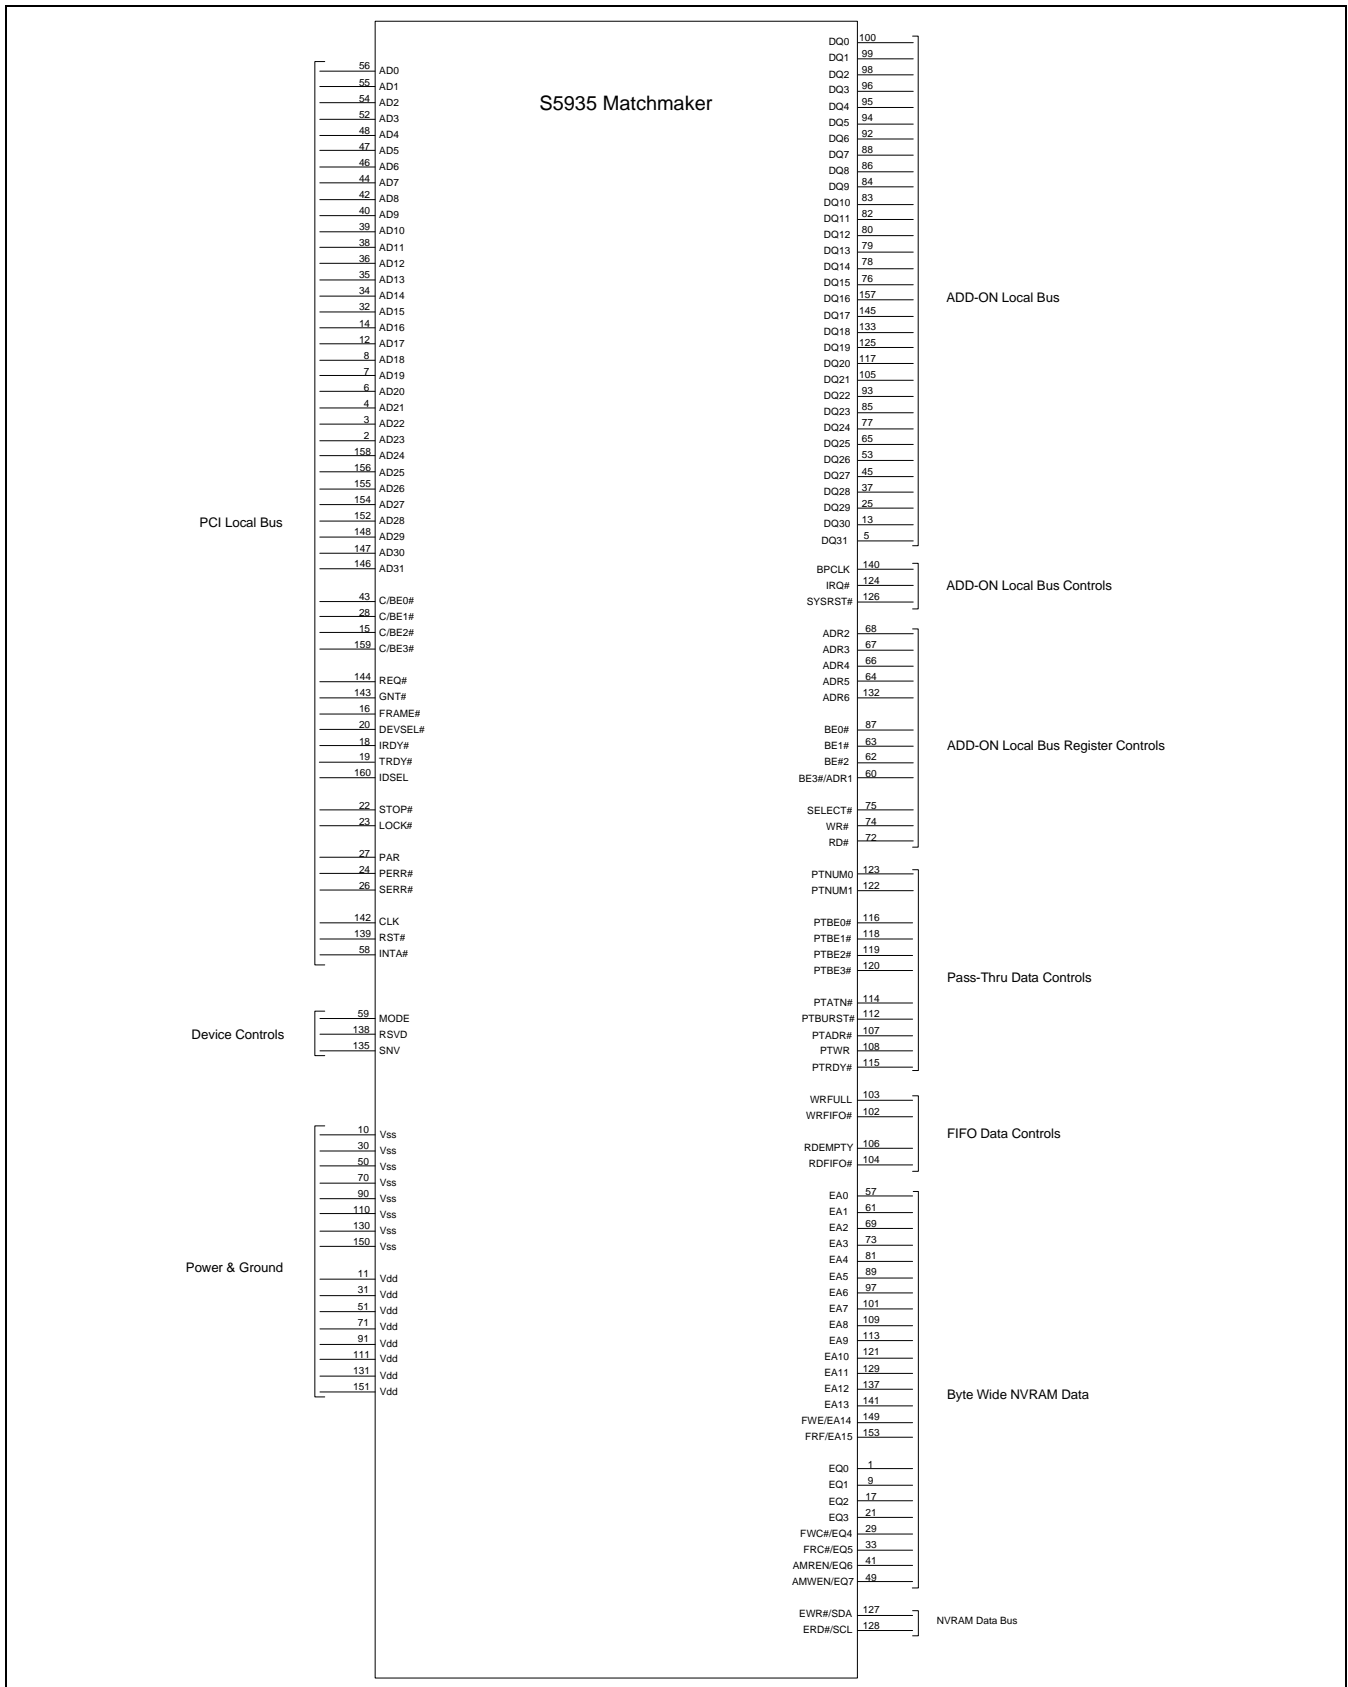 S5935 Matchmaker
PCI Local Bus
56 AD0
55 AD1
54 AD2
52 AD3
48 AD4
47 AD5
46 AD6
44 AD7
42 AD8
40 AD9
39 AD10
38 AD11
36 AD12
35 AD13
34 AD14
32 AD15
14 AD16
12 AD17
8 AD18
7 AD19
6 AD20
4 AD21
3 AD22
2 AD23
158 AD24
156 AD25
155 AD26
154 AD27
152 AD28
148 AD29
147 AD30
146 AD31
43 C/BE0#
28 C/BE1#
15 C/BE2#
159 C/BE3#
144 REQ#
143 GNT#
16 FRAME#
20 DEVSEL#
18 IRDY#
19 TRDY#
160 IDSEL
22 STOP#
23 LOCK#
27 PAR
24 PERR#
26 SERR#
142 CLK
139 RST#
58 INTA#
Device Controls
59 MODE
138 RSVD
135 SNV
Power & Ground
10 Vss
30 Vss
50 Vss
70 Vss
90 Vss
110 Vss
130 Vss
150 Vss
11 Vdd
31 Vdd
51 Vdd
71 Vdd
91 Vdd
111 Vdd
131 Vdd
151 Vdd
DQ0 100
DQ1 99
DQ2 98
DQ3 96
DQ4 95
DQ5 94
DQ6 92
DQ7 88
DQ8 86
DQ9 84
DQ10 83
DQ11 82
DQ12 80
DQ13 79
DQ14 78
DQ15 76
DQ16 157
DQ17 145
DQ18 133
DQ19 125
DQ20 117
DQ21 105
DQ22 93
DQ23 85
DQ24 77
DQ25 65
DQ26 53
DQ27 45
DQ28 37
DQ29 25
DQ30 13
DQ31 5
ADD-ON Local Bus
BPCLK 140
IRQ# 124
SYSRST# 126
ADD-ON Local Bus Controls
ADR2 68
ADR3 67
ADR4 66
ADR5 64
ADR6 132
BE0# 87
BE1# 63
BE#2 62
BE3#/ADR1 60
SELECT# 75
WR# 74
RD# 72
ADD-ON Local Bus Register Controls
PTNUM0 123
PTNUM1 122
PTBE0# 116
PTBE1# 118
PTBE2# 119
PTBE3# 120
PTATN# 114
PTBURST# 112
PTADR# 107
PTWR 108
PTRDY# 115
Pass-Thru Data Controls
WRFULL 103
WRFIFO# 102
RDEMPTY 106
RDFIFO# 104
FIFO Data Controls
EA0 57
EA1 61
EA2 69
EA3 73
EA4 81
EA5 89
EA6 97
EA7 101
EA8 109
EA9 113
EA10 121
EA11 129
EA12 137
EA13 141
FWE/EA14 149
FRF/EA15 153
EQ0 1
EQ1 9
EQ2 17
EQ3 21
FWC#/EQ4 29
FRC#/EQ5 33
AMREN/EQ6 41
AMWEN/EQ7 49
Byte Wide NVRAM Data
EWR#/SDA 127
ERD#/SCL 128
NVRAM Data Bus